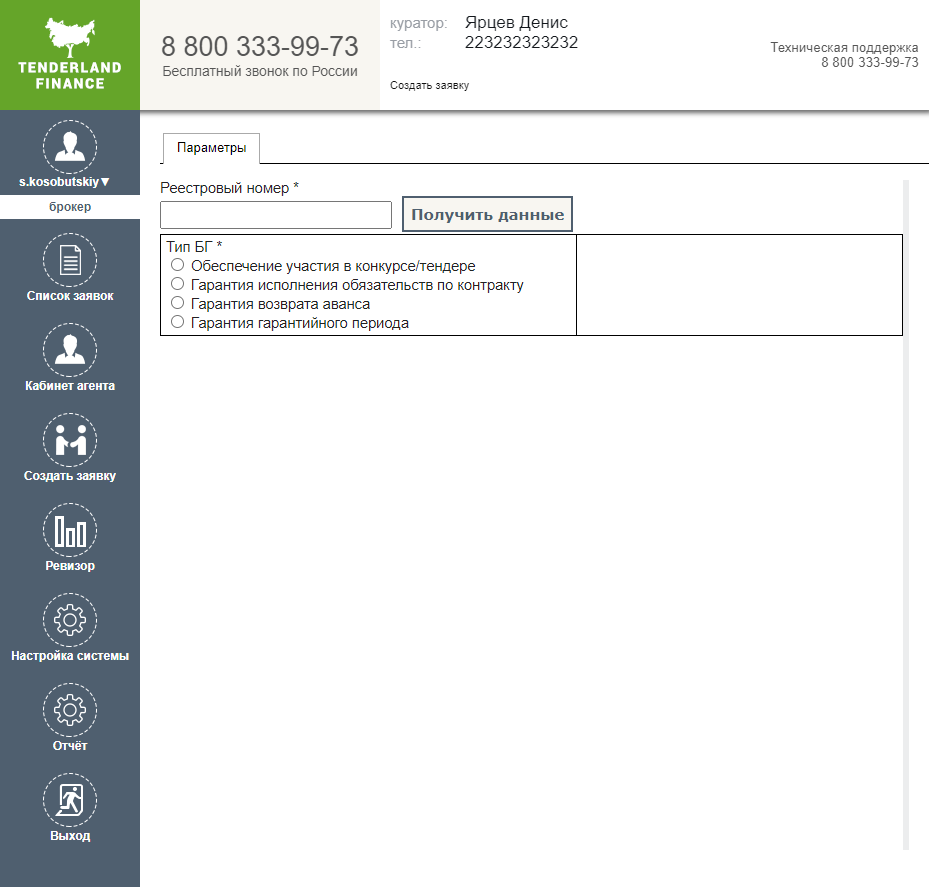 TENDERLAND
FINANCE
8 800 333-99-73
Бесплатный звонок по России
куратор: Ярцев Денис
тел.: 223232323232
Создать заявку
Техническая поддержка
8 800 333-99-73
s.kosobutskiy▼
брокер
Список заявок
Кабинет агента
Создать заявку
Ревизор
Настройка системы
Отчёт
Выход
Параметры
Реестровый номер *
Получить данные
Тип БГ *
Обеспечение участия в конкурсе/тендере
Гарантия исполнения обязательств по контракту
Гарантия возврата аванса
Гарантия гарантийного периода